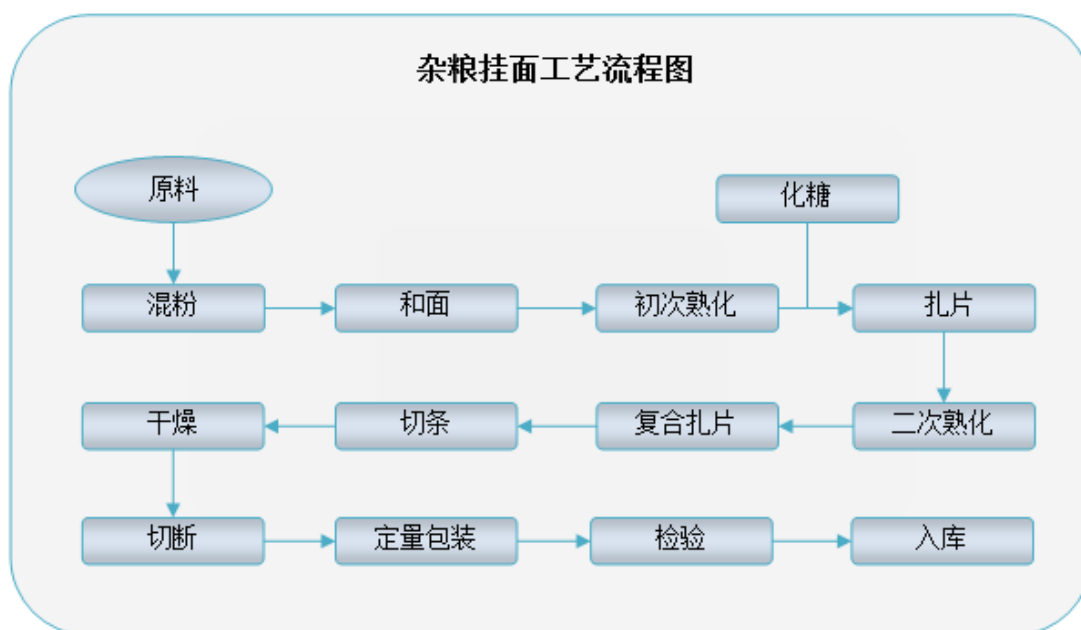 杂粮挂面工艺流程图
原料
化糖
混粉
和面
初次熟化
扎片
干燥
切条
复合扎片
二次熟化
切断
定量包装
检验
入库